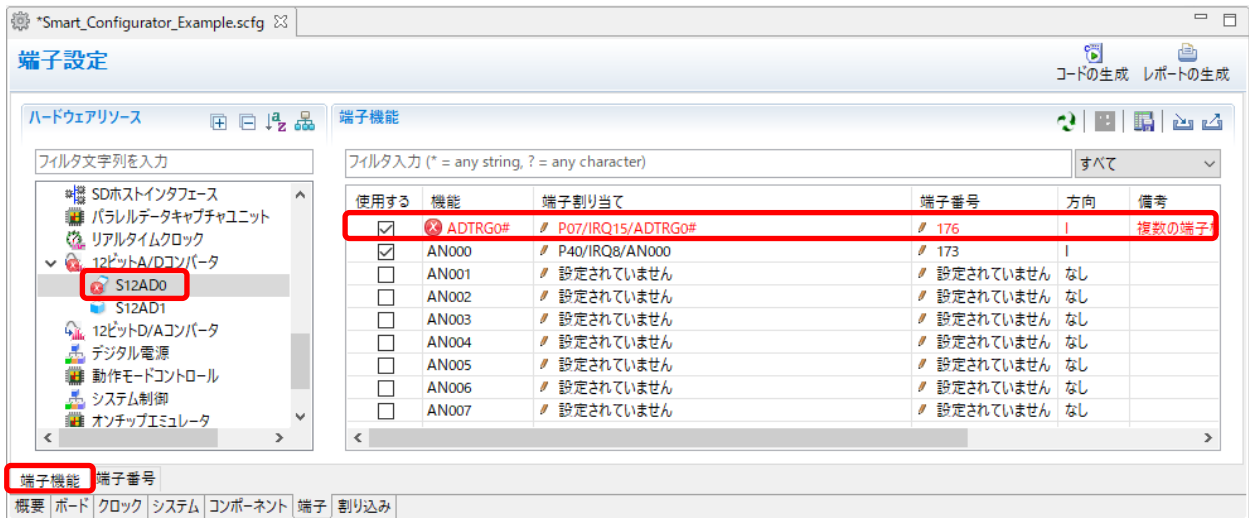 *Smart_Configurator_Example.scfg
端子設定
コードの生成 レポートの生成
ハードウェアリソース
端子機能
フィルタ文字列を入力
フィルタ入力 (* = any string, ? = any character)
すべて
SDホストインタフェース
パラレルデータキャプチャユニット
リアルタイムクロック
12ビットA/Dコンバータ
S12AD0
S12AD1
12ビットD/Aコンバータ
デジタル電源
動作モードコントロール
システム制御
オンチップエミュレータ
使用する 機能 端子割り当て 端子番号 方向 備考
ADTRG0# P07/IRQ15/ADTRG0# 176 I 複数の端子
AN000 P40/IRQ8/AN000 173 I
AN001 設定されていません 設定されていません なし
AN002 設定されていません 設定されていません なし
AN003 設定されていません 設定されていません なし
AN004 設定されていません 設定されていません なし
AN005 設定されていません 設定されていません なし
AN006 設定されていません 設定されていません なし
AN007 設定されていません 設定されていません なし
端子機能 端子番号
概要 ボード クロック システム コンポーネント 端子 割り込み